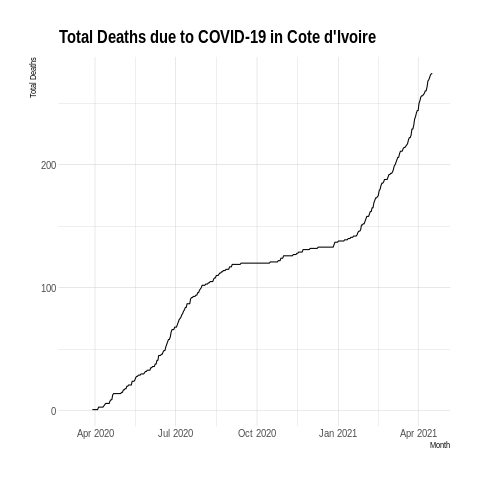 Total Deaths due to COVID-19 in Cote d'Ivoire
Total Deaths
200
100
0
Apr 2020 Jul 2020 Oct 2020 Jan 2021 Apr 2021
Month